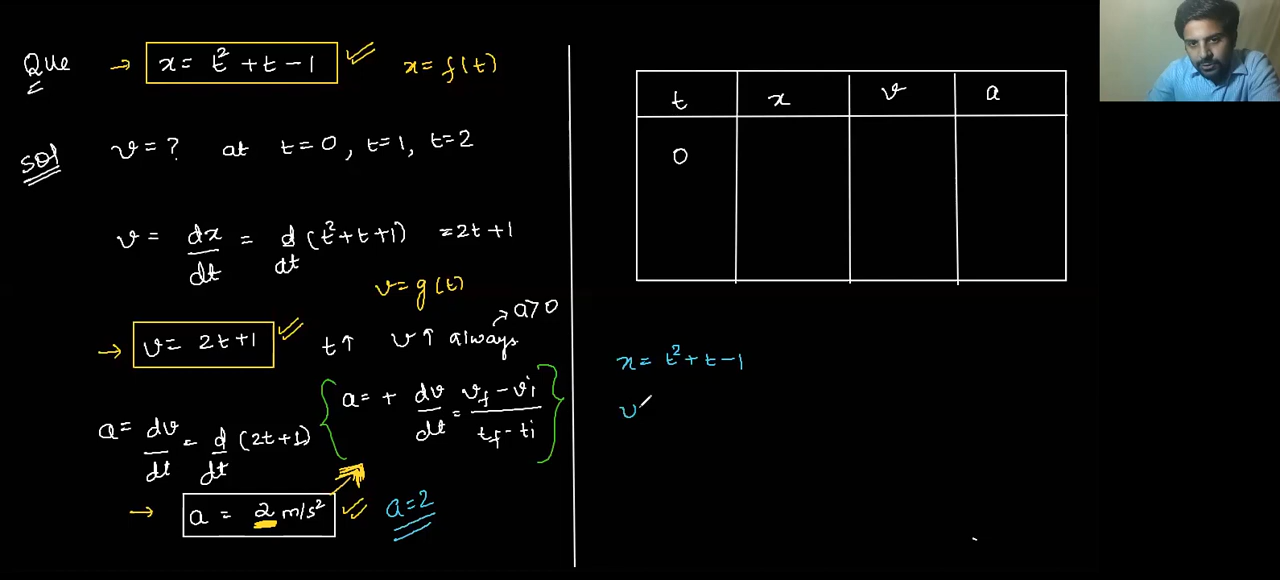 Que → x = t² + t - 1 x = f(t)
Sol v = ? at t = 0, t = 1, t = 2
v = dx/dt = d/dt (t² + t + 1) = 2t + 1
v = g(t)
→ v = 2t + 1 t↑ v↑ always → a > 0
a = + dv/dt = vf - vi / tf - ti
a = dv/dt = d/dt (2t + 1)
→ a = 2 m/s² a = 2
t x v a
0
x = t² + t - 1
v